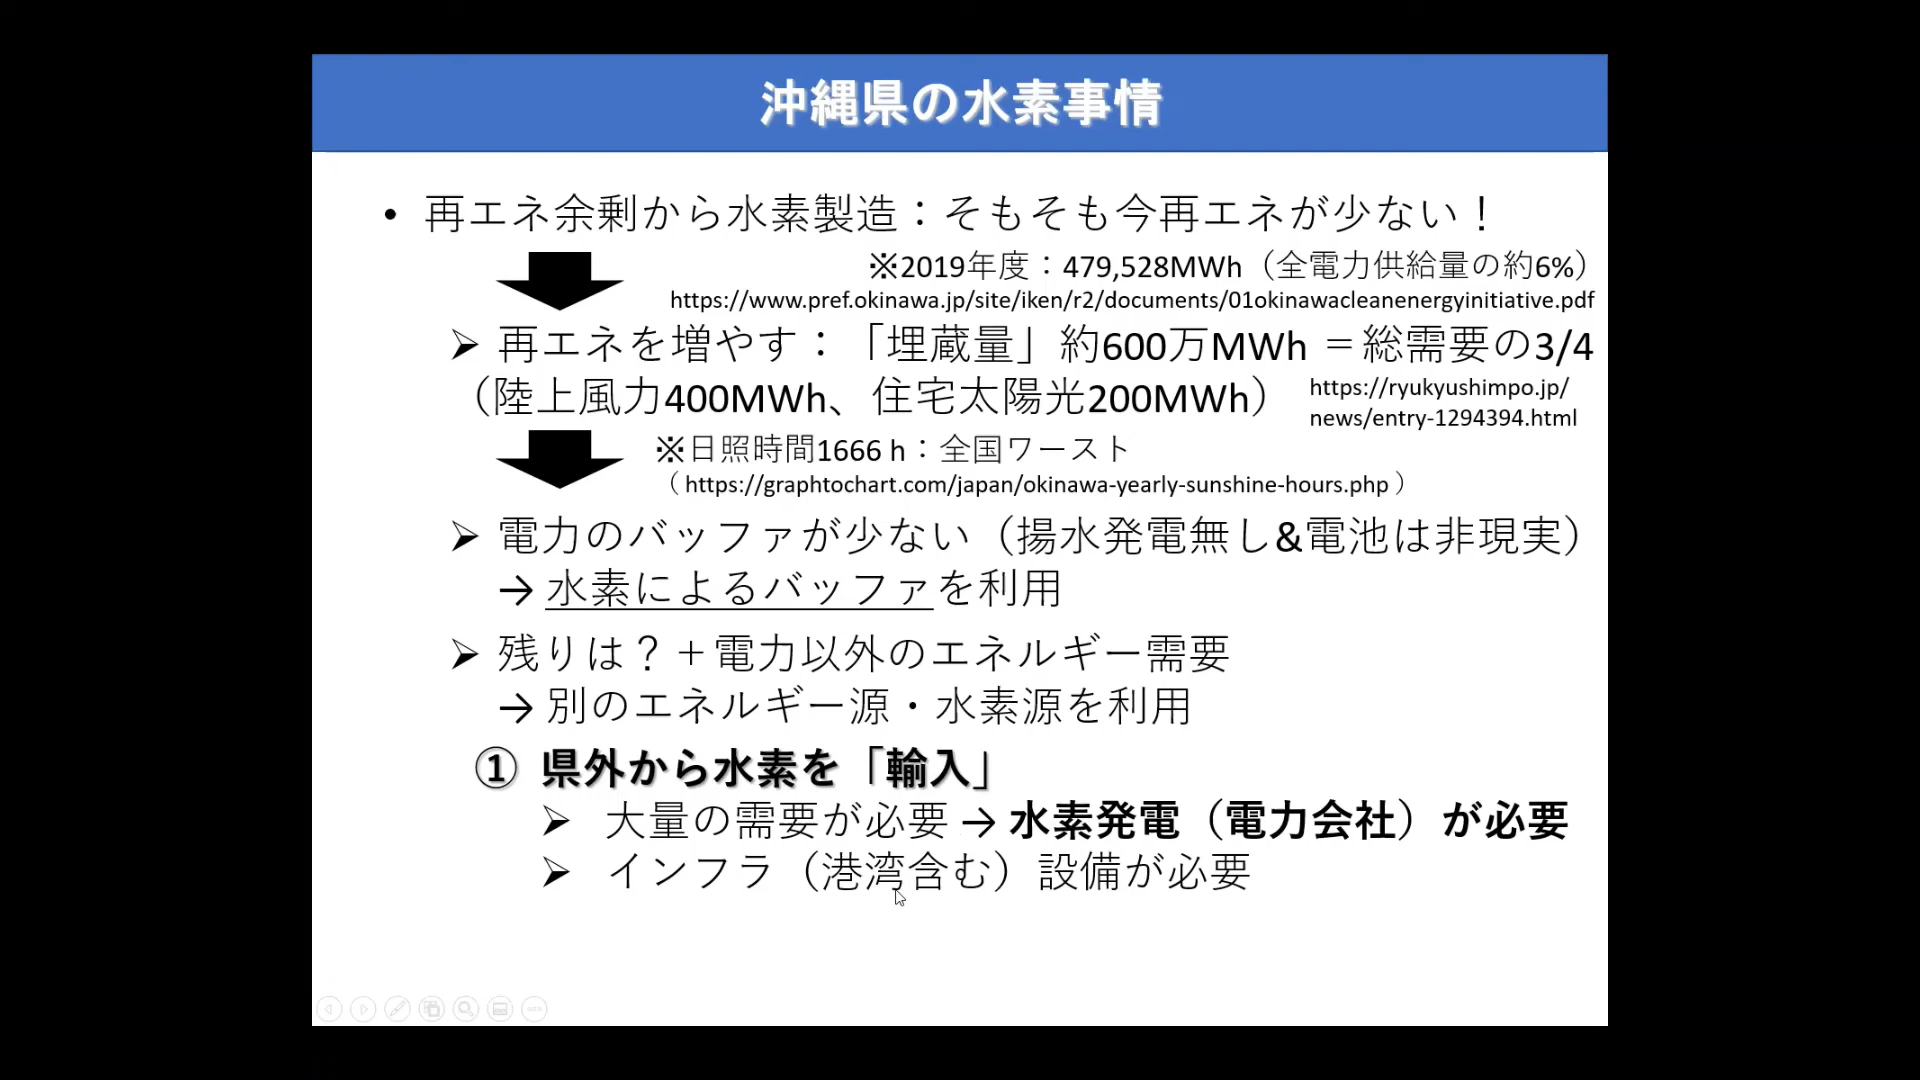 沖縄県の水素事情
• 再エネ余剰から水素製造：そもそも今再エネが少ない！
※2019年度：479,528MWh（全電力供給量の約6%）
https://www.pref.okinawa.jp/site/iken/r2/documents/01okinawacleanenergyinitiative.pdf
➢ 再エネを増やす：「埋蔵量」約600万MWh ＝総需要の3/4
（陸上風力400MWh、住宅太陽光200MWh）
https://ryukyushimpo.jp/
news/entry-1294394.html
※日照時間1666 h：全国ワースト
（https://graphtochart.com/japan/okinawa-yearly-sunshine-hours.php）
➢ 電力のバッファが少ない（揚水発電無し&電池は非現実）
→ 水素によるバッファを利用
➢ 残りは？＋電力以外のエネルギー需要
→ 別のエネルギー源・水素源を利用
① 県外から水素を「輸入」
➢ 大量の需要が必要 → 水素発電（電力会社）が必要
➢ インフラ（港湾含む）設備が必要